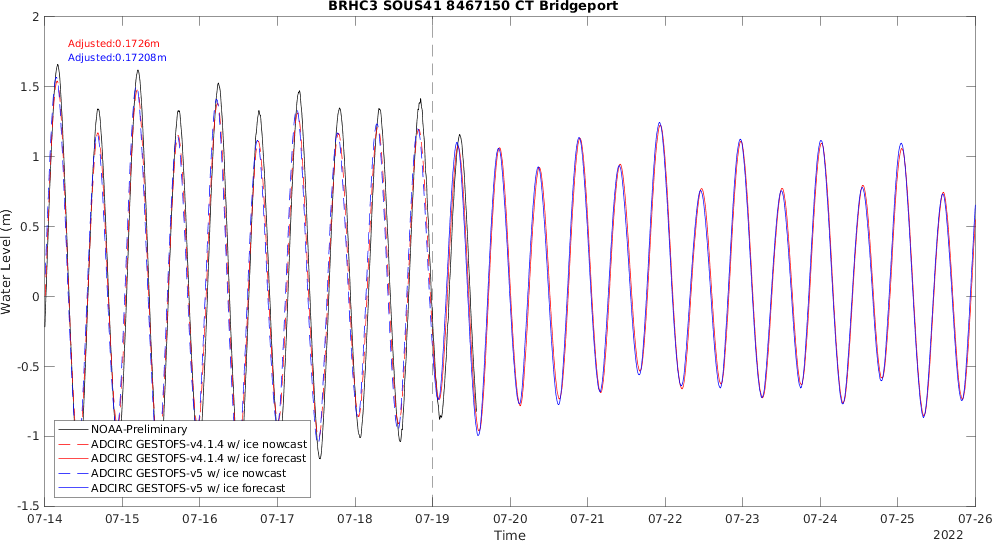 BRHC3 SOUS41 8467150 CT Bridgeport
Adjusted:0.1726m
Adjusted:0.17208m
Water Level (m)
2
1.5
1
0.5
0
-0.5
-1
-1.5
NOAA-Preliminary
ADCIRC GESTOFS-v4.1.4 w/ ice nowcast
ADCIRC GESTOFS-v4.1.4 w/ ice forecast
ADCIRC GESTOFS-v5 w/ ice nowcast
ADCIRC GESTOFS-v5 w/ ice forecast
07-14 07-15 07-16 07-17 07-18 07-19 07-20 07-21 07-22 07-23 07-24 07-25 07-26
Time
2022